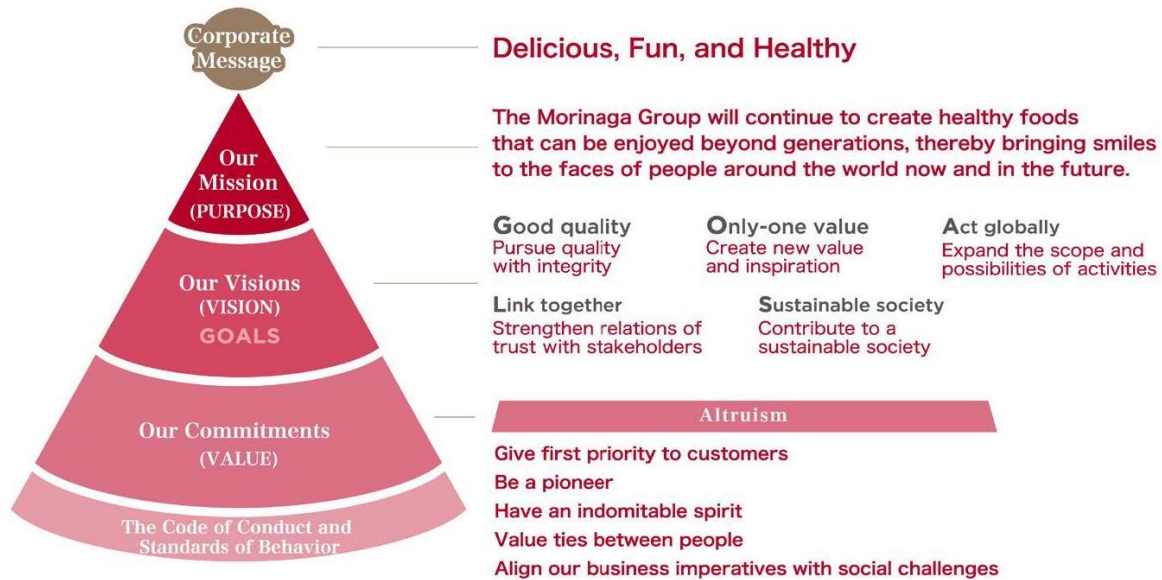 Corporate
Message
Delicious, Fun, and Healthy
Our
Mission
(PURPOSE)
The Morinaga Group will continue to create healthy foods
that can be enjoyed beyond generations, thereby bringing smiles
to the faces of people around the world now and in the future.
Our Visions
(VISION)
GOALS
Good quality
Pursue quality
with integrity
Only-one value
Create new value
and inspiration
Act globally
Expand the scope and
possibilities of activities
Link together
Strengthen relations of
trust with stakeholders
Sustainable society
Contribute to a
sustainable society
Our Commitments
(VALUE)
Altruism
Give first priority to customers
Be a pioneer
Have an indomitable spirit
Value ties between people
Align our business imperatives with social challenges
The Code of Conduct and
Standards of Behavior